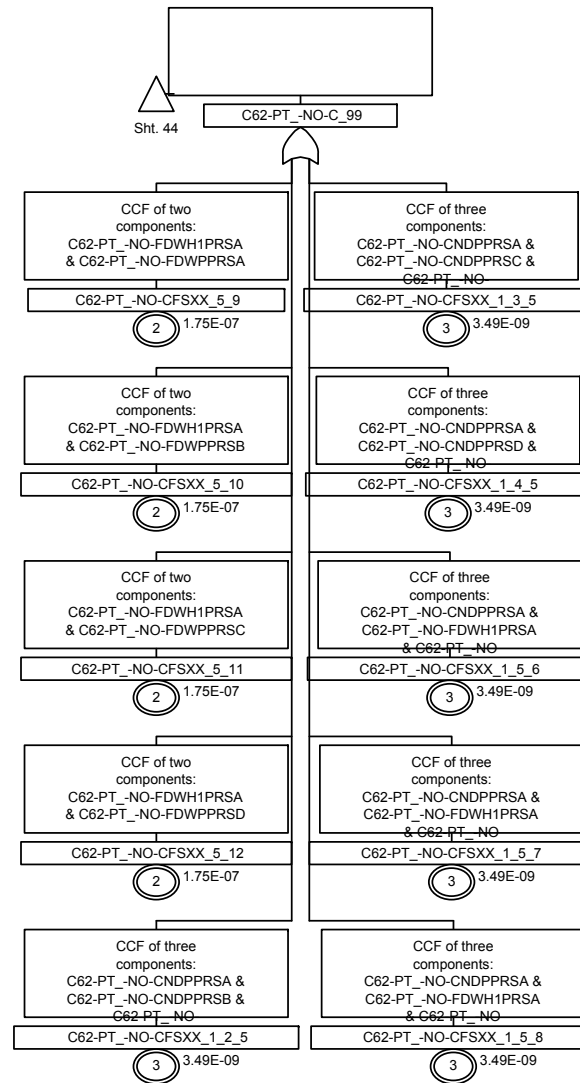 C62-PT_-NO-C_99
Sht. 44
CCF of two
components:
C62-PT_-NO-FDWH1PRSA
& C62-PT_-NO-FDWPPRSA
C62-PT_-NO-CFSXX_5_9
2
1.75E-07
CCF of three
components:
C62-PT_-NO-CNDPPRSA &
C62-PT_-NO-CNDPPRSC &
C62-PT_-NO
C62-PT_-NO-CFSXX_1_3_5
3
3.49E-09
CCF of two
components:
C62-PT_-NO-FDWH1PRSA
& C62-PT_-NO-FDWPPRSB
C62-PT_-NO-CFSXX_5_10
2
1.75E-07
CCF of three
components:
C62-PT_-NO-CNDPPRSA &
C62-PT_-NO-CNDPPRSD &
C62-PT_-NO
C62-PT_-NO-CFSXX_1_4_5
3
3.49E-09
CCF of two
components:
C62-PT_-NO-FDWH1PRSA
& C62-PT_-NO-FDWPPRSC
C62-PT_-NO-CFSXX_5_11
2
1.75E-07
CCF of three
components:
C62-PT_-NO-CNDPPRSA &
C62-PT_-NO-FDWH1PRSA
& C62-PT_-NO
C62-PT_-NO-CFSXX_1_5_6
3
3.49E-09
CCF of two
components:
C62-PT_-NO-FDWH1PRSA
& C62-PT_-NO-FDWPPRSD
C62-PT_-NO-CFSXX_5_12
2
1.75E-07
CCF of three
components:
C62-PT_-NO-CNDPPRSA &
C62-PT_-NO-FDWH1PRSA
& C62-PT_-NO
C62-PT_-NO-CFSXX_1_5_7
3
3.49E-09
CCF of three
components:
C62-PT_-NO-CNDPPRSA &
C62-PT_-NO-CNDPPRSB &
C62-PT_-NO
C62-PT_-NO-CFSXX_1_2_5
3
3.49E-09
CCF of three
components:
C62-PT_-NO-CNDPPRSA &
C62-PT_-NO-FDWH1PRSA
& C62-PT_-NO
C62-PT_-NO-CFSXX_1_5_8
3
3.49E-09